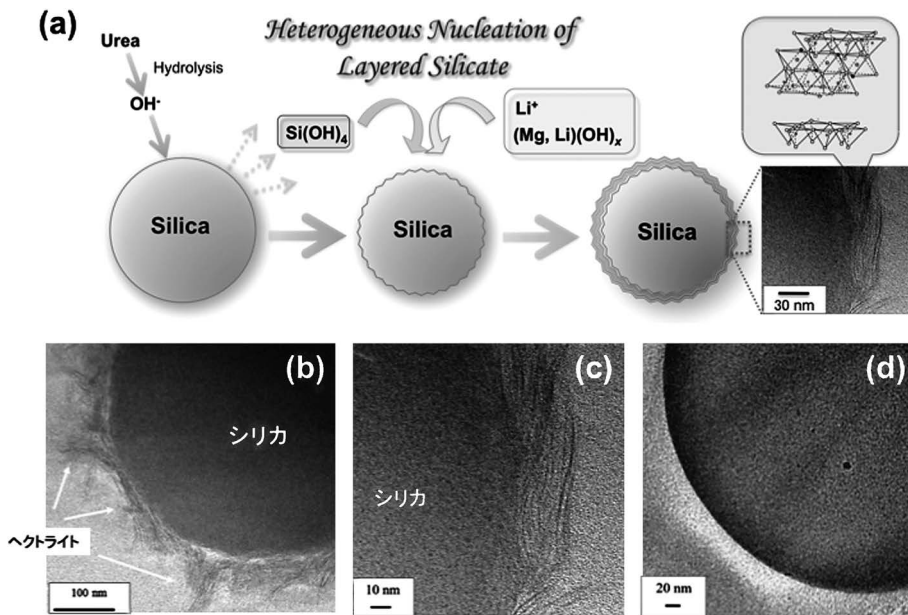 (a)
Urea
Hydrolysis
OH-
Heterogeneous Nucleation of
Layered Silicate
Si(OH)4
Li+
(Mg, Li)(OH)x
Silica
Silica
Silica
30 nm
(b)
シリカ
ヘクトライト
100 nm
(c)
シリカ
10 nm
(d)
20 nm